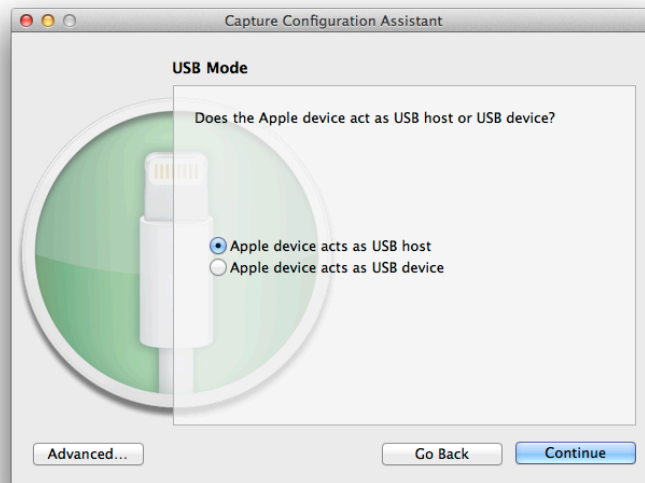 Capture Configuration Assistant
USB Mode
Does the Apple device act as USB host or USB device?
Apple device acts as USB host
Apple device acts as USB device
Advanced...
Go Back
Continue